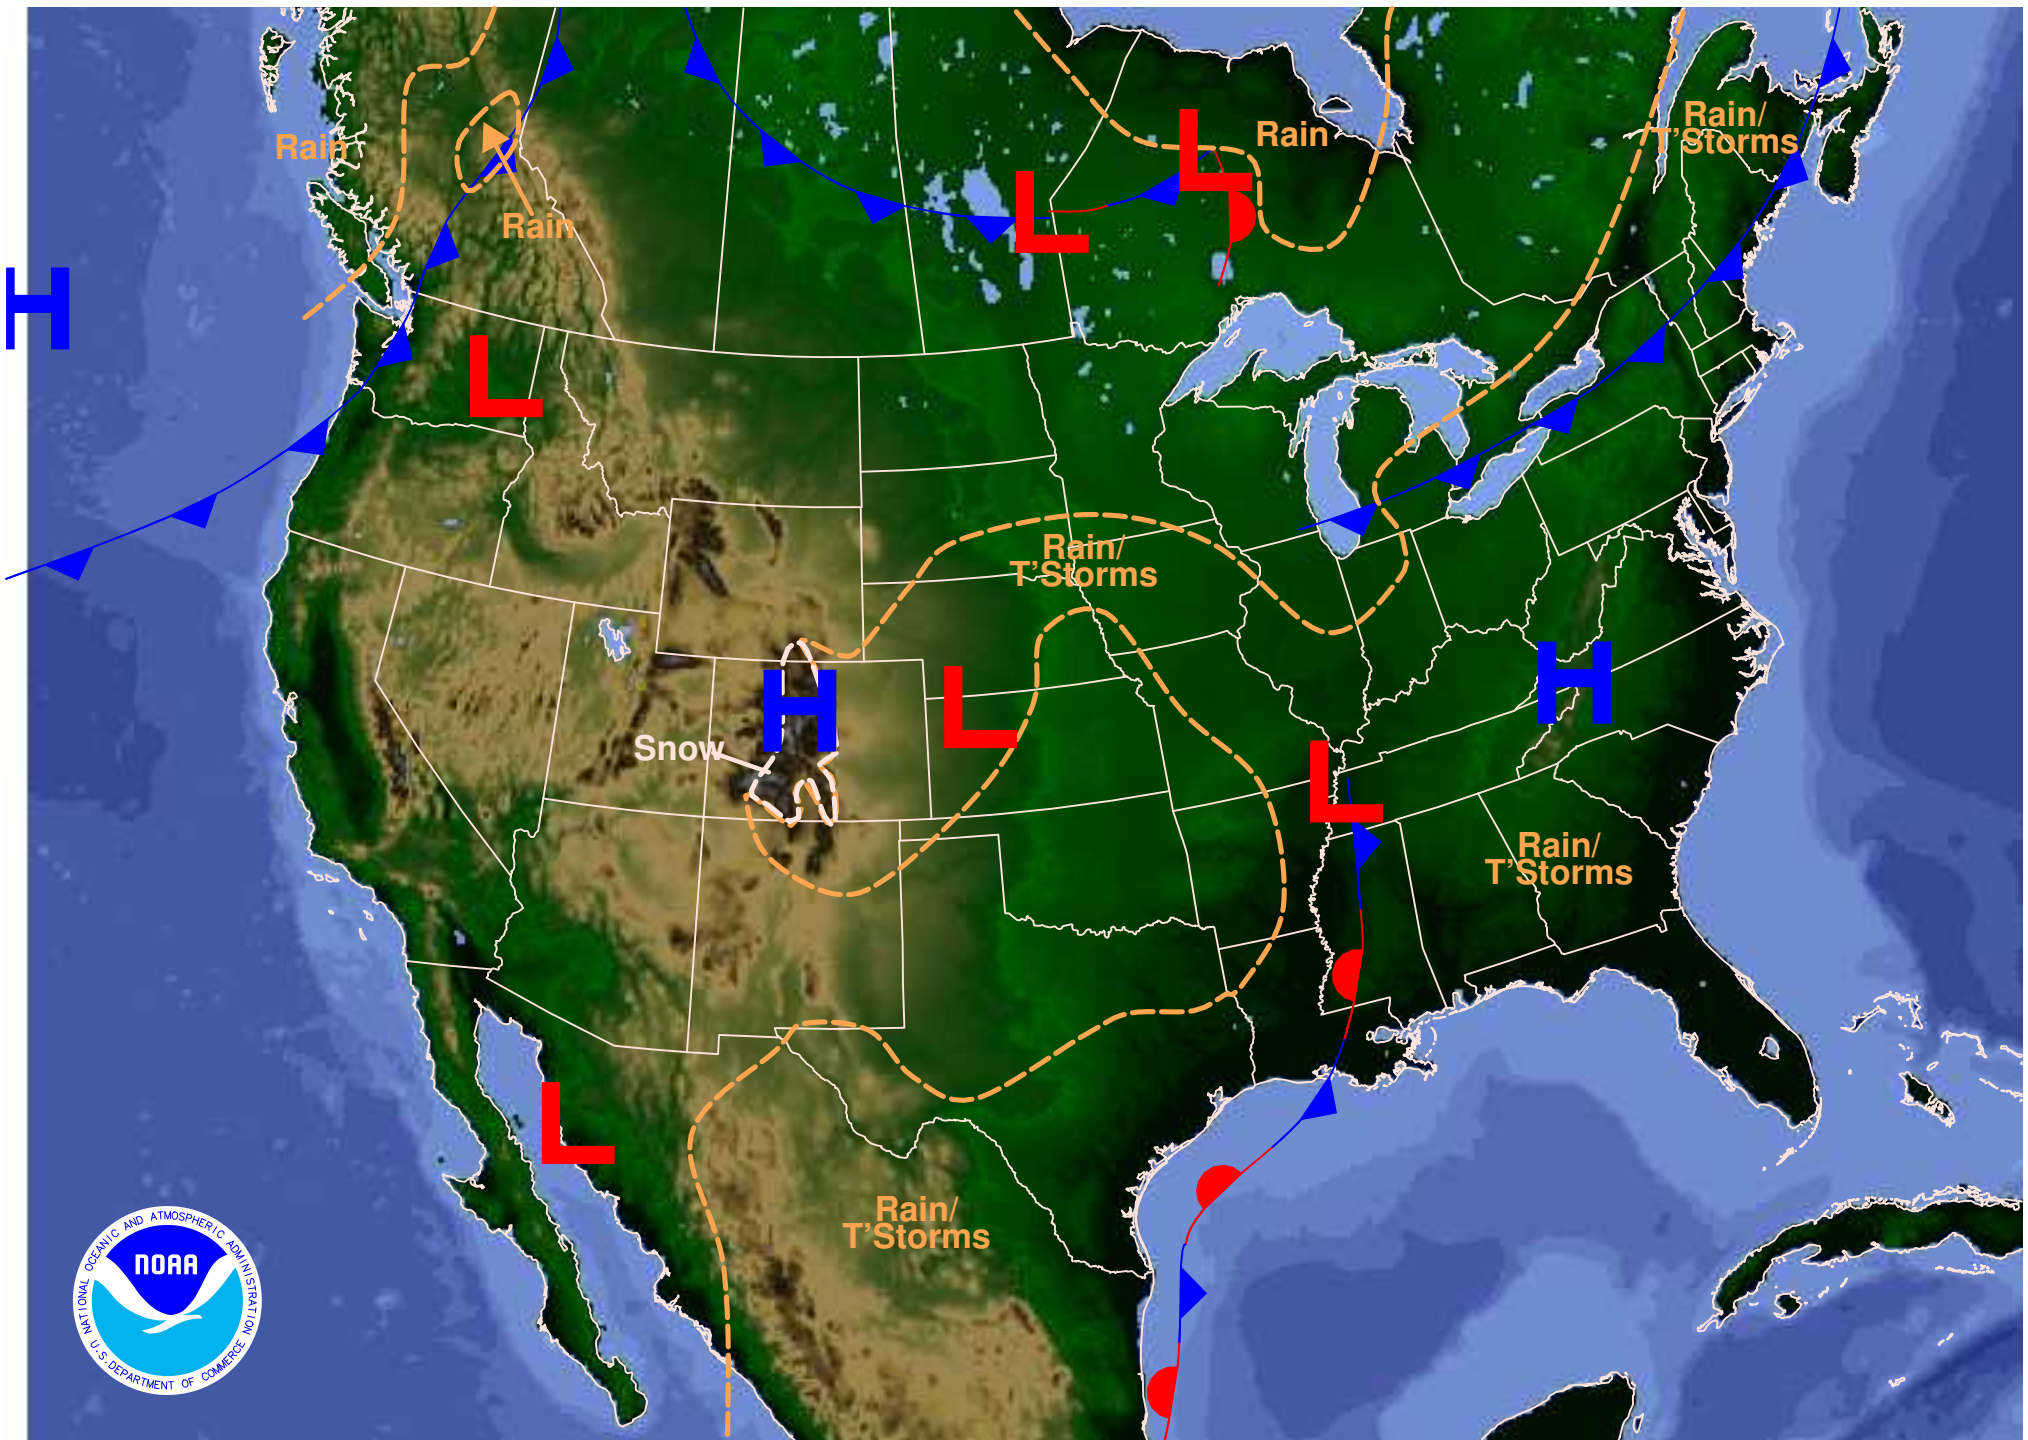 Rain/
T'Storms
Rain
Rain
Rain
H
L
L
L
Rain/
T'Storms
H
L
H
Snow
L
Rain/
T'Storms
L
Rain/
T'Storms
NATIONAL OCEANIC AND ATMOSPHERIC ADMINISTRATION
NOAA
U.S. DEPARTMENT OF COMMERCE